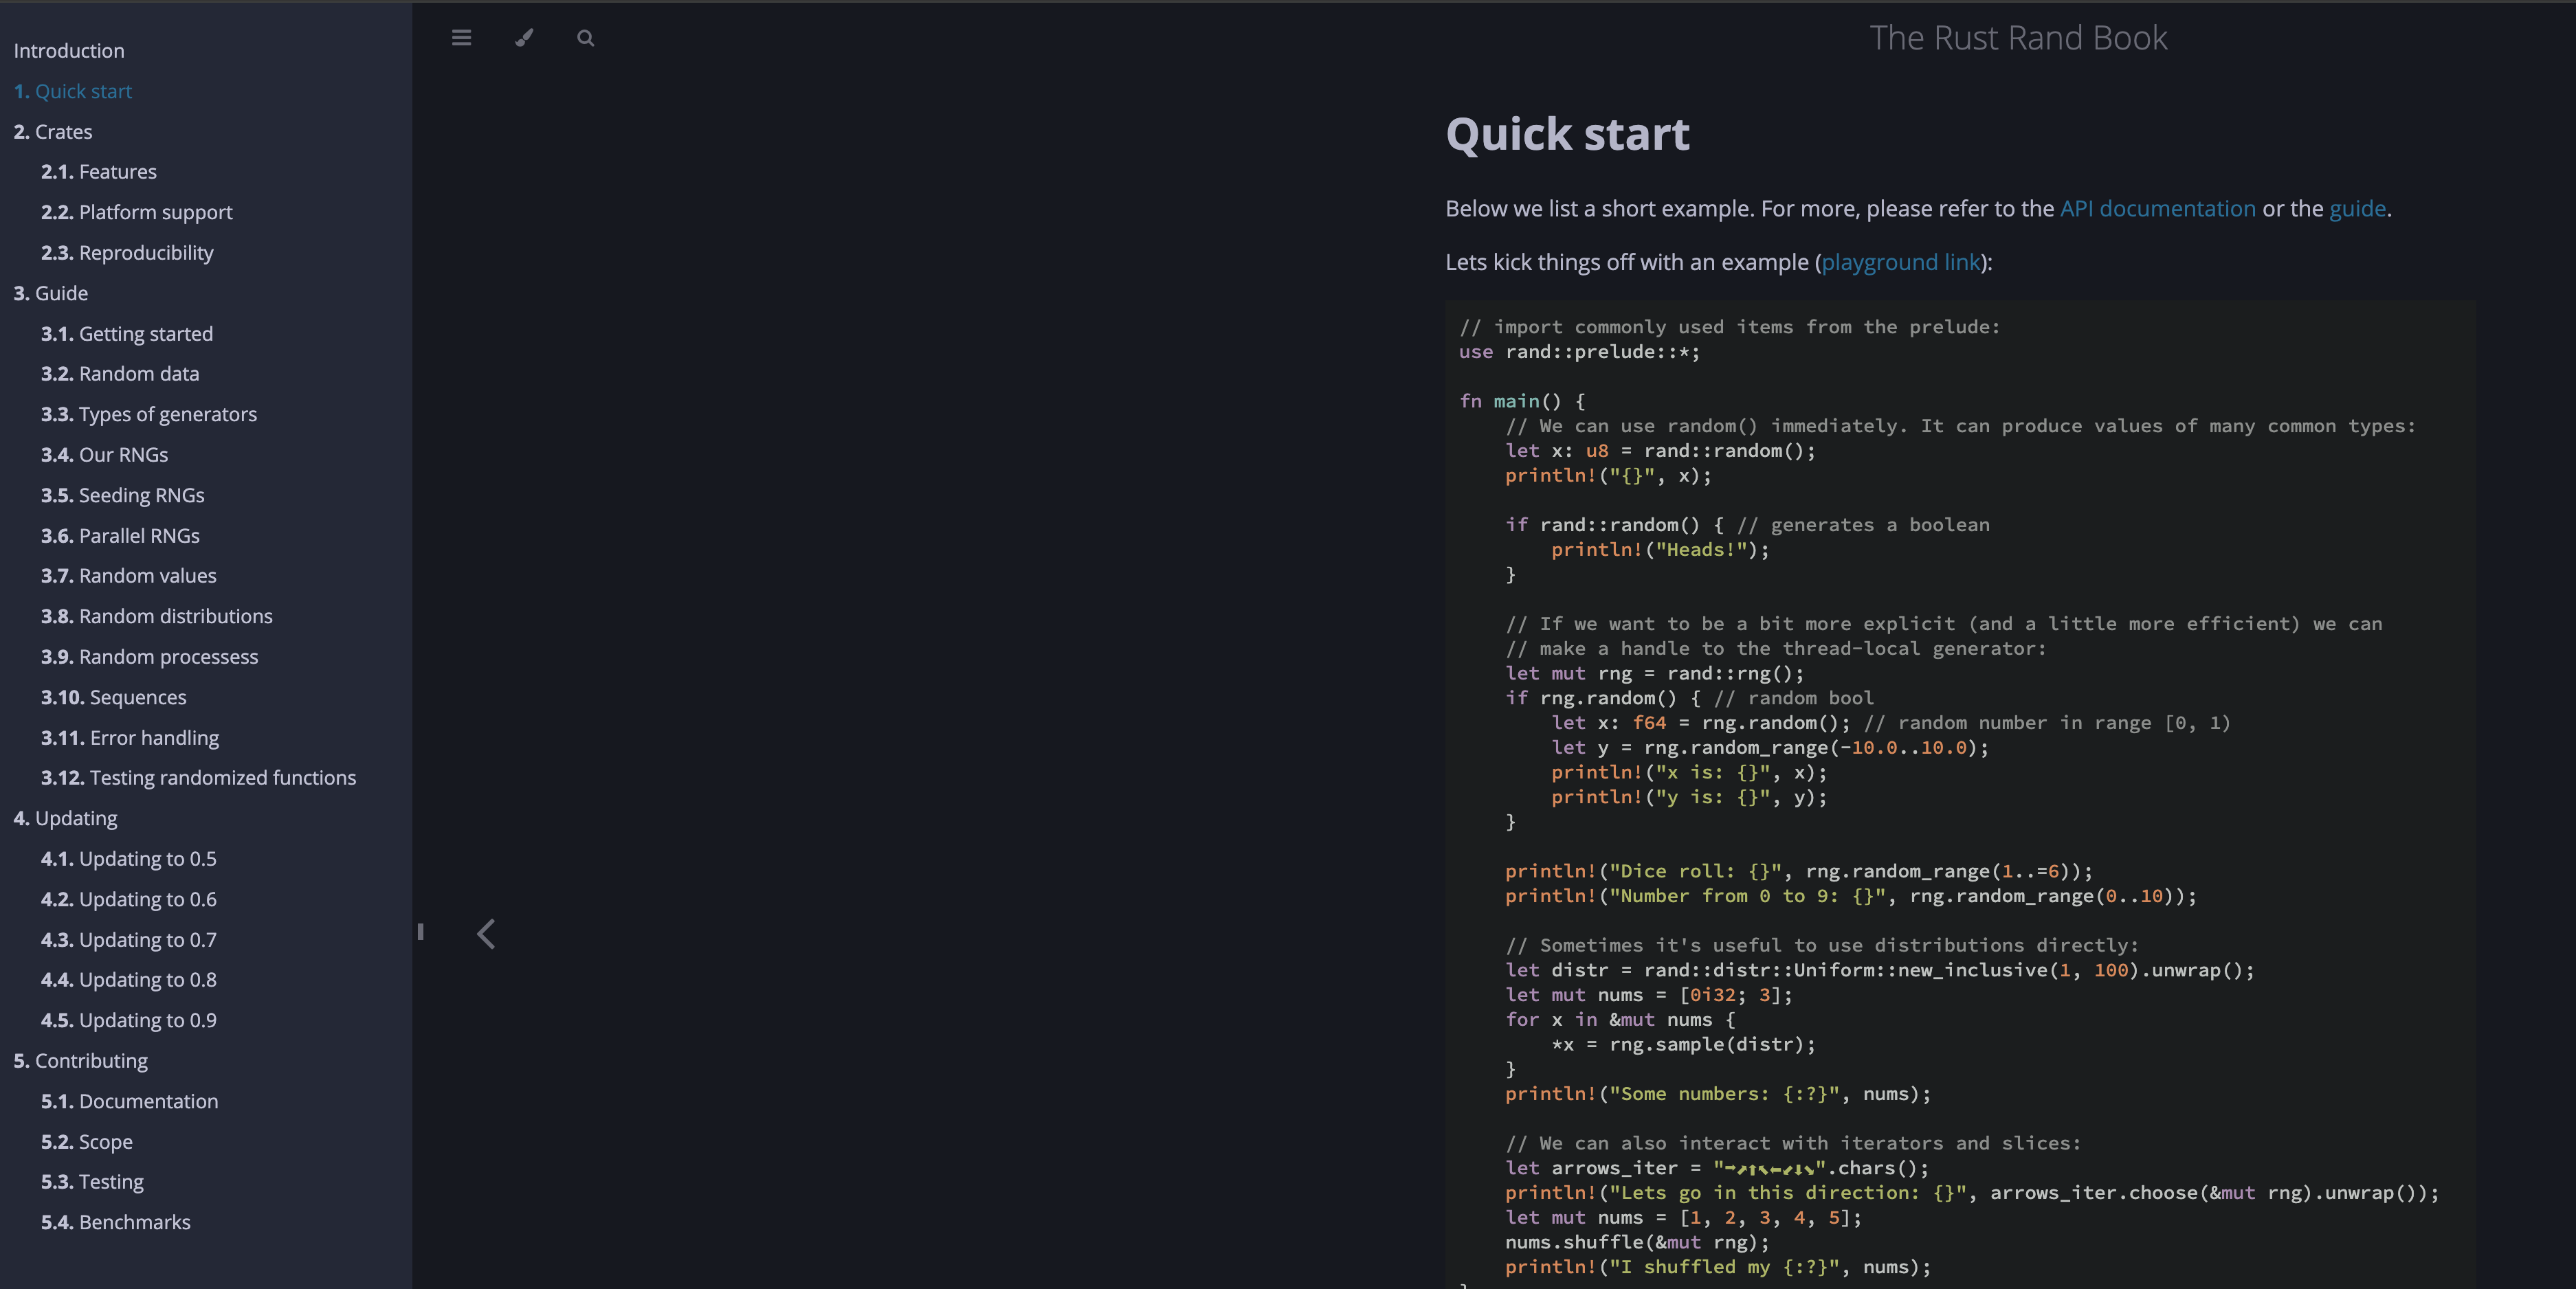 Introduction
1. Quick start
2. Crates
2.1. Features
2.2. Platform support
2.3. Reproducibility
3. Guide
3.1. Getting started
3.2. Random data
3.3. Types of generators
3.4. Our RNGs
3.5. Seeding RNGs
3.6. Parallel RNGs
3.7. Random values
3.8. Random distributions
3.9. Random processess
3.10. Sequences
3.11. Error handling
3.12. Testing randomized functions
4. Updating
4.1. Updating to 0.5
4.2. Updating to 0.6
4.3. Updating to 0.7
4.4. Updating to 0.8
4.5. Updating to 0.9
5. Contributing
5.1. Documentation
5.2. Scope
5.3. Testing
5.4. Benchmarks
The Rust Rand Book
Quick start
Below we list a short example. For more, please refer to the API documentation or the guide.
Lets kick things off with an example (playground link):
// import commonly used items from the prelude:
use rand::prelude::*;
fn main() {
    // We can use random() immediately. It can produce values of many common types:
    let x: u8 = rand::random();
    println!("{}", x);
    if rand::random() { // generates a boolean
        println!("Heads!");
    }
    // If we want to be a bit more explicit (and a little more efficient) we can
    // make a handle to the thread-local generator:
    let mut rng = rand::rng();
    if rng.random() { // random bool
        let x: f64 = rng.random(); // random number in range [0, 1)
        let y = rng.random_range(-10.0..10.0);
        println!("x is: {}", x);
        println!("y is: {}", y);
    }
    println!("Dice roll: {}", rng.random_range(1..=6));
    println!("Number from 0 to 9: {}", rng.random_range(0..10));
    // Sometimes it's useful to use distributions directly:
    let distr = rand::distr::Uniform::new_inclusive(1, 100).unwrap();
    let mut nums = [0i32; 3];
    for x in &mut nums {
        *x = rng.sample(distr);
    }
    println!("Some numbers: {:?}", nums);
    // We can also interact with iterators and slices:
    let arrows_iter = "➡⬈⬆⬉⬅⬋⬇⬊".chars();
    println!("Lets go in this direction: {}", arrows_iter.choose(&mut rng).unwrap());
    let mut nums = [1, 2, 3, 4, 5];
    nums.shuffle(&mut rng);
    println!("I shuffled my {:?}", nums);
}